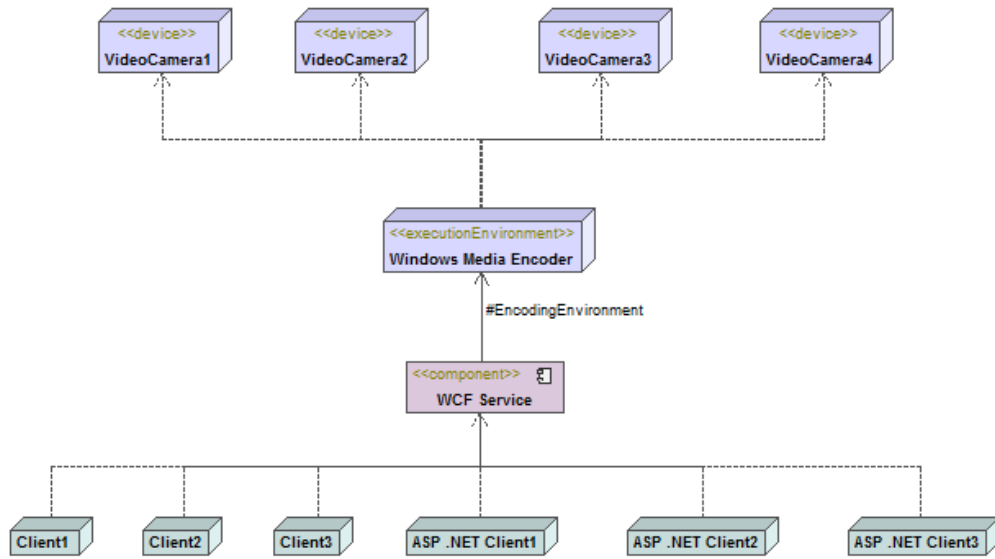 <<device>> <<device>> <<device>> <<device>>
VideoCamera1 VideoCamera2 VideoCamera3 VideoCamera4
<<executionEnvironment>>
Windows Media Encoder
#EncodingEnvironment
<<component>>
WCF Service
Client1 Client2 Client3 ASP .NET Client1 ASP .NET Client2 ASP .NET Client3